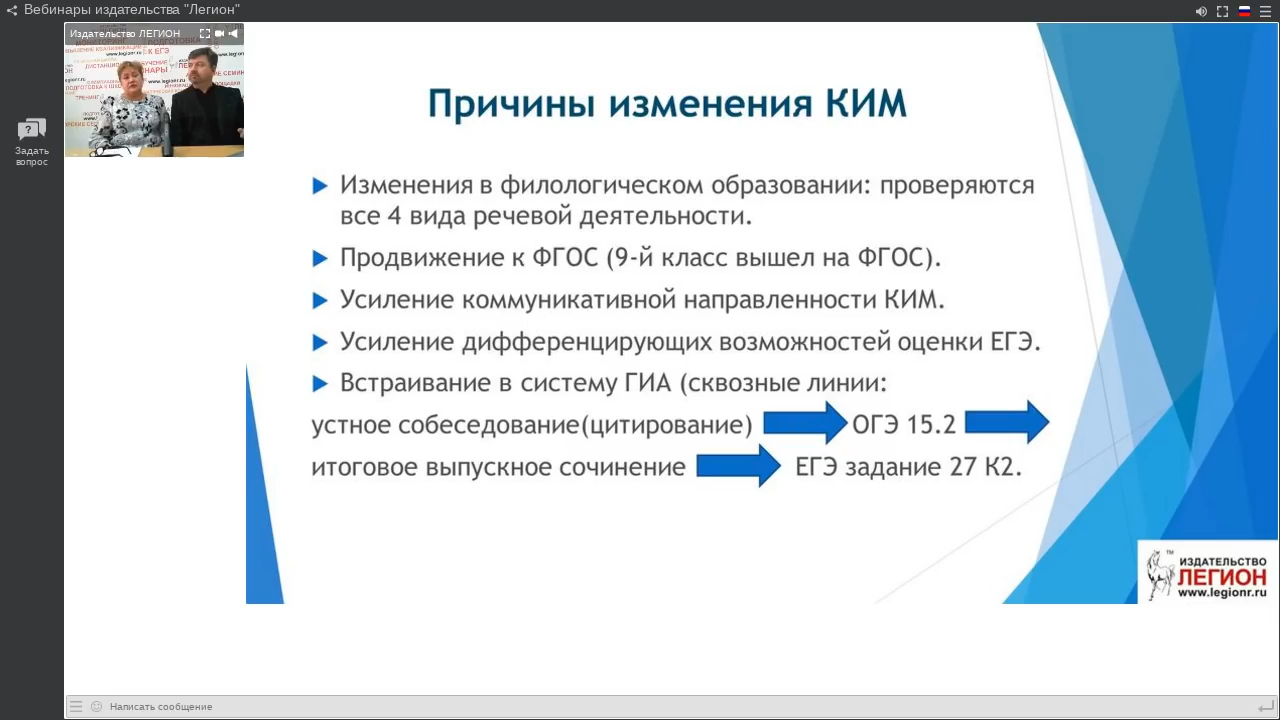 Вебинары издательства "Легион"
Издательство ЛЕГИОН
Задать
вопрос
Причины изменения КИМ
Изменения в филологическом образовании: проверяются
все 4 вида речевой деятельности.
Продвижение к ФГОС (9-й класс вышел на ФГОС).
Усиление коммуникативной направленности КИМ.
Усиление дифференцирующих возможностей оценки ЕГЭ.
Встраивание в систему ГИА (сквозные линии:
устное собеседование(цитирование) ОГЭ 15.2
итоговое выпускное сочинение ЕГЭ задание 27 К2.
ИЗДАТЕЛЬСТВО
ЛЕГИОН
www.legionr.ru
Написать сообщение